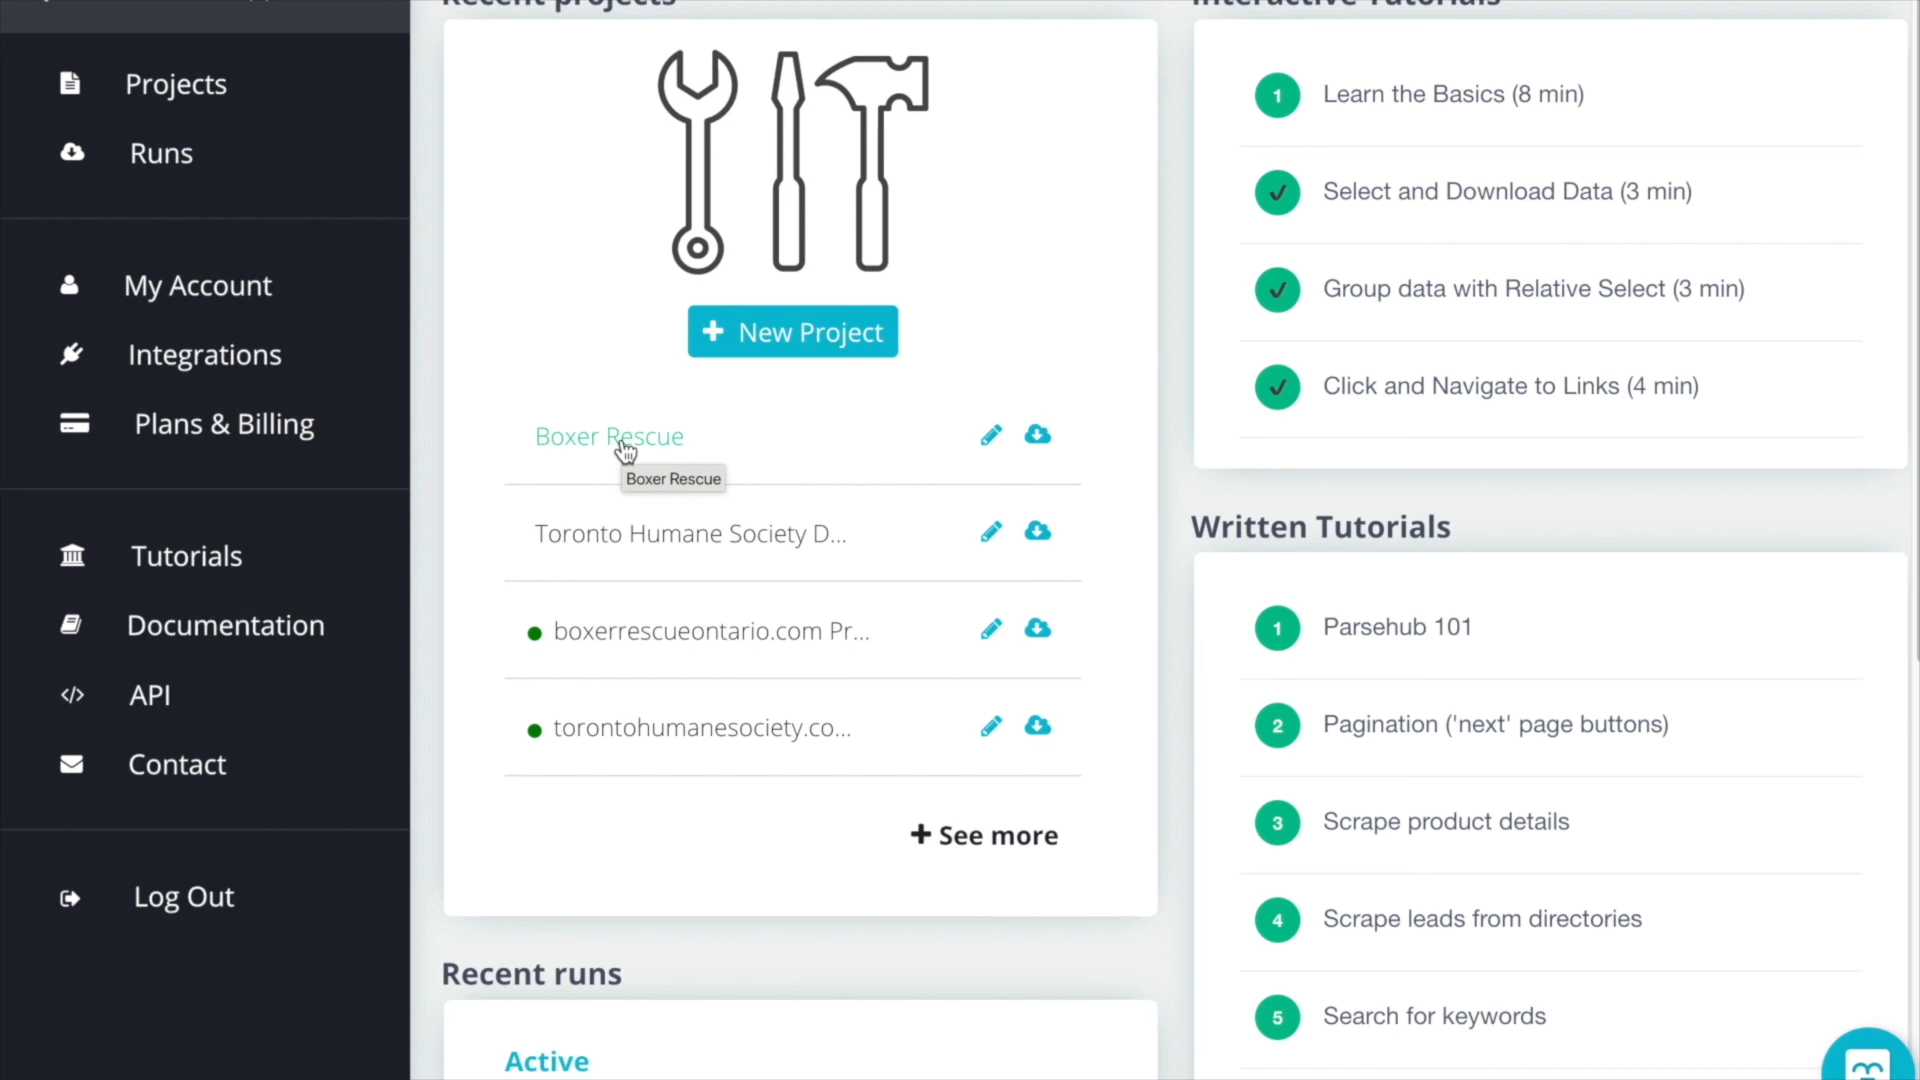 Recent projects
Interactive Tutorials
Projects
Runs
My Account
Integrations
Plans & Billing
Tutorials
Documentation
API
Contact
Log Out
New Project
Boxer Rescue
Boxer Rescue
Toronto Humane Society D...
boxerrescueontario.com Pr...
torontohumanesociety.co...
See more
Recent runs
Active
1 Learn the Basics (8 min)
Select and Download Data (3 min)
Group data with Relative Select (3 min)
Click and Navigate to Links (4 min)
Written Tutorials
1 Parsehub 101
2 Pagination ('next' page buttons)
3 Scrape product details
4 Scrape leads from directories
5 Search for keywords